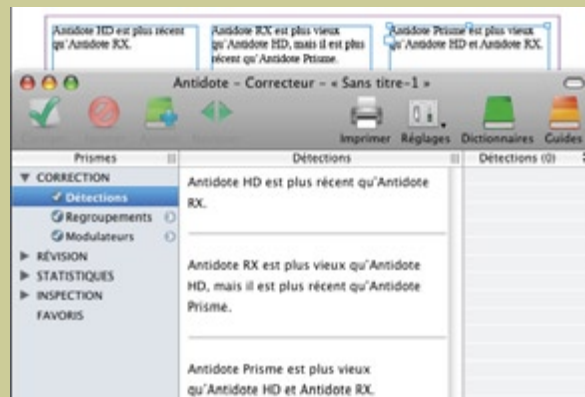 Antidote HD est plus récent
qu'Antidote RX.
Antidote RX est plus vieux
qu'Antidote HD, mais il est plus
récent qu'Antidote Prisme.
Antidote Prisme est plus vieux
qu'Antidote HD et Antidote RX.
Antidote – Correcteur – « Sans titre-1 »
Imprimer Réglages Dictionnaires Guides
Prismes Détections Détections (0)
CORRECTION
Détections
Regroupements
Modulateurs
RÉVISION
STATISTIQUES
INSPECTION
FAVORIS
Antidote HD est plus récent qu'Antidote
RX.
Antidote RX est plus vieux qu'Antidote
HD, mais il est plus récent qu'Antidote
Prisme.
Antidote Prisme est plus vieux
qu'Antidote HD et Antidote RX.